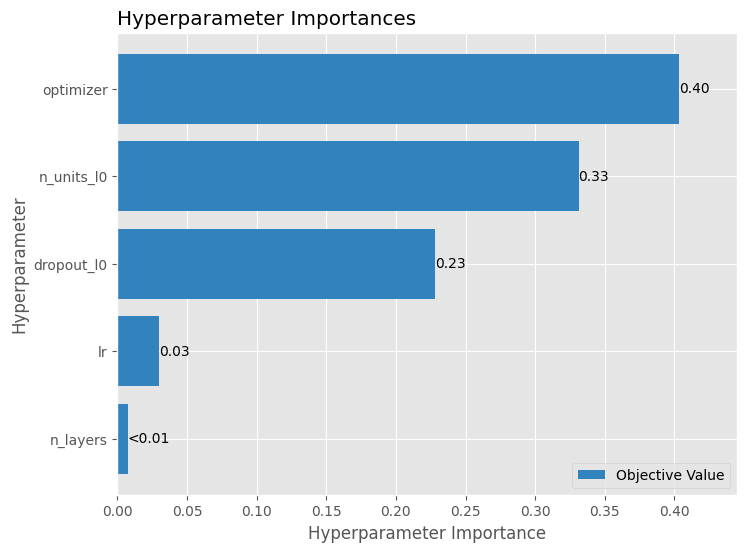 Hyperparameter Importances
Hyperparameter
optimizer
0.40
n_units_l0
0.33
dropout_l0
0.23
lr
0.03
n_layers
<0.01
Objective Value
0.00 0.05 0.10 0.15 0.20 0.25 0.30 0.35 0.40
Hyperparameter Importance